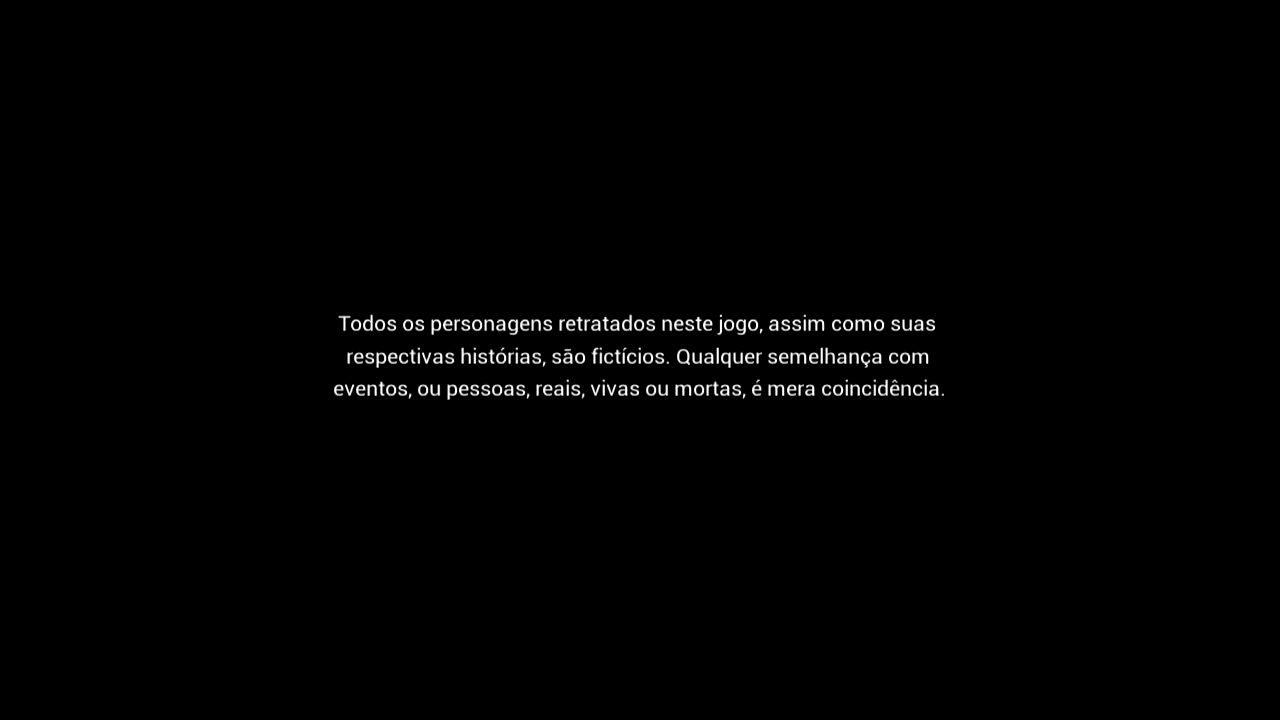 Todos os personagens retratados neste jogo, assim como suas
respectivas histórias, são fictícios. Qualquer semelhança com
eventos, ou pessoas, reais, vivas ou mortas, é mera coincidência.